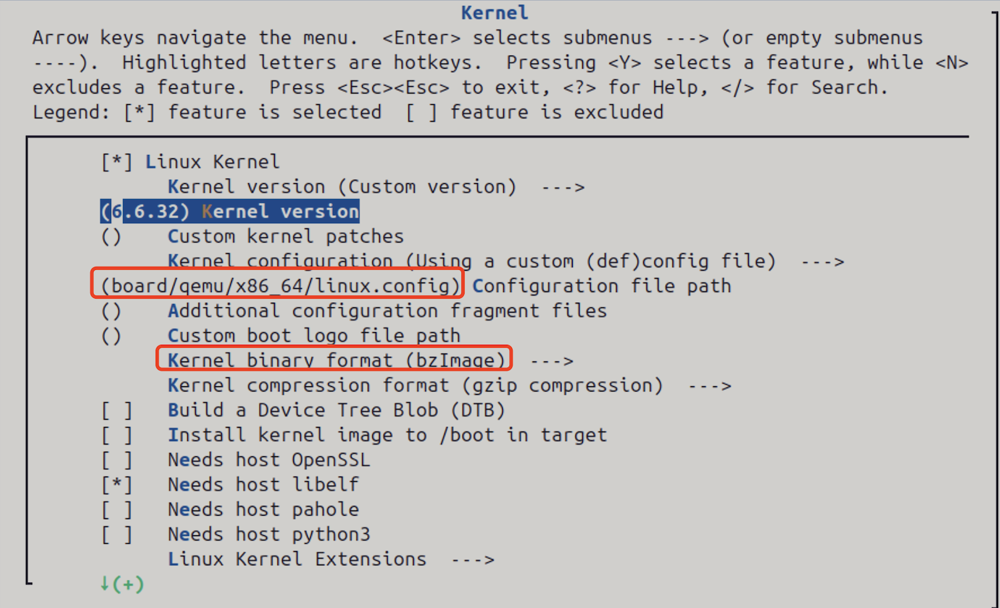 Kernel
Arrow keys navigate the menu.  <Enter> selects submenus ---> (or empty submenus
----).  Highlighted letters are hotkeys.  Pressing <Y> selects a feature, while <N>
excludes a feature.  Press <Esc><Esc> to exit, <?> for Help, </> for Search.
Legend: [*] feature is selected  [ ] feature is excluded
[*] Linux Kernel
Kernel version (Custom version)  --->
(6.6.32) Kernel version
()    Custom kernel patches
Kernel configuration (Using a custom (def)config file)  --->
(board/qemu/x86_64/linux.config) Configuration file path
()    Additional configuration fragment files
()    Custom boot logo file path
Kernel binary format (bzImage)  --->
Kernel compression format (gzip compression)  --->
[ ]   Build a Device Tree Blob (DTB)
[ ]   Install kernel image to /boot in target
[ ]   Needs host OpenSSL
[*]   Needs host libelf
[ ]   Needs host pahole
[ ]   Needs host python3
Linux Kernel Extensions  --->
↓(+)